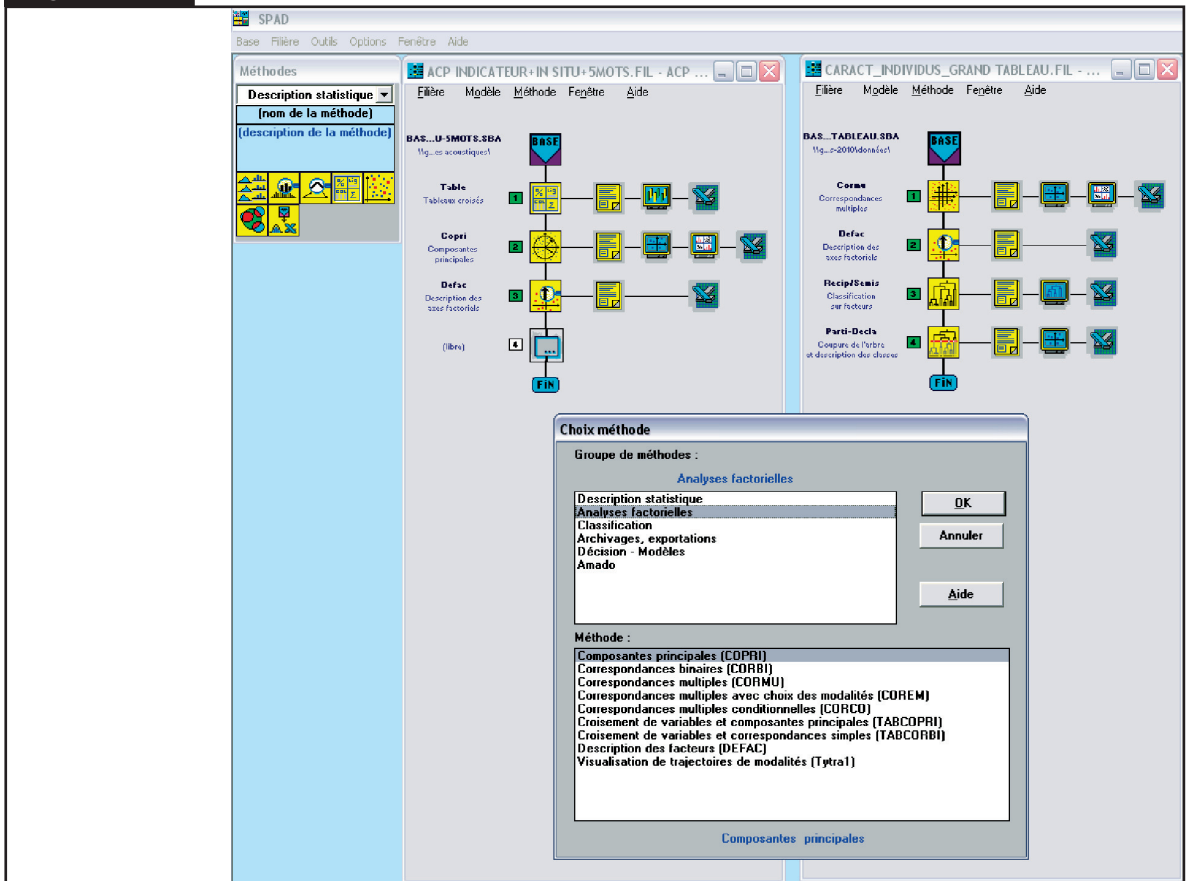 SPAD
Base Filière Outils Options Fenêtre Aide
Méthodes
Description statistique
(nom de la méthode)
(description de la méthode)
ACP INDICATEUR+IN SITU+5MOTS.FIL - ACP ...
Filière Modèle Méthode Fenêtre Aide
BAS...U-5MOTS.SBA
\\g...es acoustiques\
BASE
Table
Tableaux croisés
1
Copri
Composantes
principales
2
Defac
Description des
axes factoriels
3
(libre)
4
FIN
CARACT_INDIVIDUS_GRAND TABLEAU.FIL - ...
Filière Modèle Méthode Fenêtre Aide
BAS...TABLEAU.SBA
\\g...s-2010\données\
BASE
Cormu
Correspondances
multiples
1
Defac
Description des
axes factoriels
2
Recip/Semis
Classification
sur facteurs
3
Parti-Decla
Coupure de l'arbre
et description des classes
4
FIN
Choix méthode
Groupe de méthodes :
Analyses factorielles
Description statistique
Analyses factorielles
Classification
Archivages, exportations
Décision - Modèles
Amado
OK
Annuler
Aide
Méthode :
Composantes principales (COPRI)
Correspondances binaires (CORBI)
Correspondances multiples (CORMU)
Correspondances multiples avec choix des modalités (COREM)
Correspondances multiples conditionnelles (CORCO)
Croisement de variables et composantes principales (TABCOPRI)
Croisement de variables et correspondances simples (TABCORBI)
Description des facteurs (DEFAC)
Visualisation de trajectoires de modalités (Tytra1)
Composantes principales